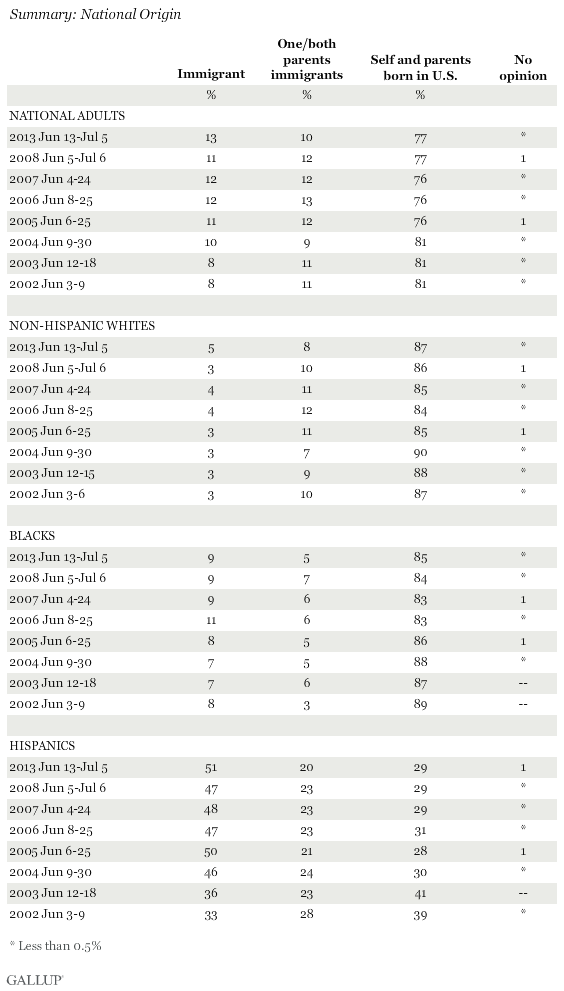 Summary: National Origin
Immigrant One/both parents immigrants Self and parents born in U.S. No opinion
% % %
NATIONAL ADULTS
2013 Jun 13-Jul 5 13 10 77 *
2008 Jun 5-Jul 6 11 12 77 1
2007 Jun 4-24 12 12 76 *
2006 Jun 8-25 12 13 76 *
2005 Jun 6-25 11 12 76 1
2004 Jun 9-30 10 9 81 *
2003 Jun 12-18 8 11 81 *
2002 Jun 3-9 8 11 81 *
NON-HISPANIC WHITES
2013 Jun 13-Jul 5 5 8 87 *
2008 Jun 5-Jul 6 3 10 86 1
2007 Jun 4-24 4 11 85 *
2006 Jun 8-25 4 12 84 *
2005 Jun 6-25 3 11 85 1
2004 Jun 9-30 3 7 90 *
2003 Jun 12-15 3 9 88 *
2002 Jun 3-6 3 10 87 *
BLACKS
2013 Jun 13-Jul 5 9 5 85 *
2008 Jun 5-Jul 6 9 7 84 *
2007 Jun 4-24 9 6 83 1
2006 Jun 8-25 11 6 83 *
2005 Jun 6-25 8 5 86 1
2004 Jun 9-30 7 5 88 *
2003 Jun 12-18 7 6 87 --
2002 Jun 3-9 8 3 89 --
HISPANICS
2013 Jun 13-Jul 5 51 20 29 1
2008 Jun 5-Jul 6 47 23 29 *
2007 Jun 4-24 48 23 29 *
2006 Jun 8-25 47 23 31 *
2005 Jun 6-25 50 21 28 1
2004 Jun 9-30 46 24 30 *
2003 Jun 12-18 36 23 41 --
2002 Jun 3-9 33 28 39 *
* Less than 0.5%
GALLUP